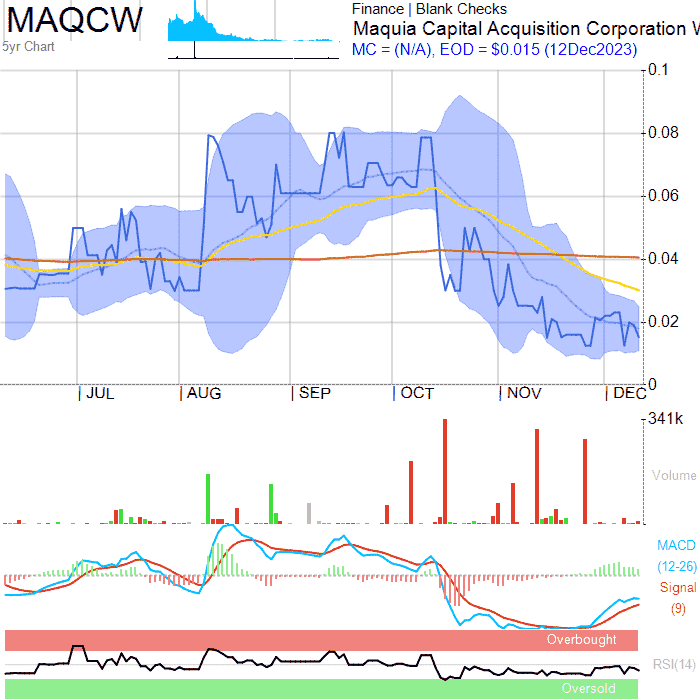 MAQCW
5yr Chart
Finance | Blank Checks
Maquia Capital Acquisition Corporation W
MC = (N/A), EOD = $0.015 (12Dec2023)
0.1
0.08
0.06
0.04
0.02
0
JUL
AUG
SEP
OCT
NOV
DEC
341k
Volume
MACD
(12-26)
Signal
(9)
Overbought
RSI(14)
Oversold